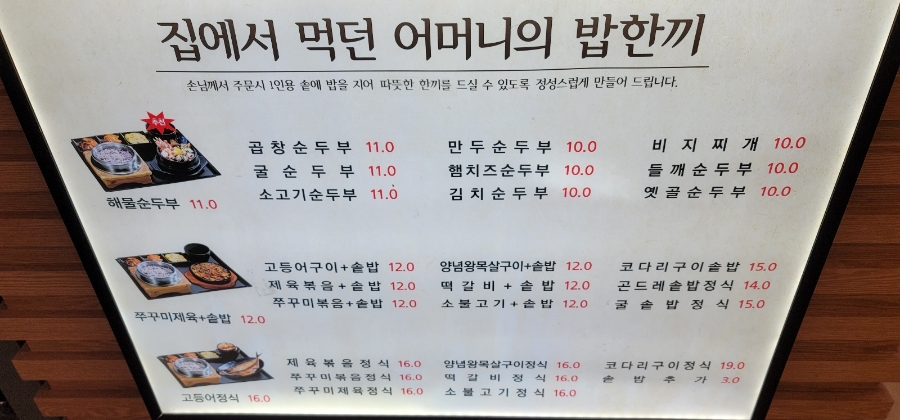 집에서 먹던 어머니의 밥한끼
손님께서 주문시 1인용 솥에 밥을 지어 따뜻한 한끼를 드실 수 있도록 정성스럽게 만들어 드립니다.
추천
해물순두부 11.0
곱창순두부 11.0 만두순두부 10.0 비지찌개 10.0
굴순두부 11.0 햄치즈순두부 10.0 들깨순두부 10.0
소고기순두부 11.0 김치순두부 10.0 옛골순두부 10.0
쭈꾸미제육+솥밥 12.0
고등어구이+솥밥 12.0 양념왕목살구이+솥밥 12.0 코다리구이솥밥 15.0
제육볶음+솥밥 12.0 떡갈비+솥밥 12.0 곤드레솥밥정식 14.0
쭈꾸미볶음+솥밥 12.0 소불고기+솥밥 12.0 굴솥밥정식 15.0
고등어정식 16.0
제육볶음정식 16.0 양념왕목살구이정식 16.0 코다리구이정식 19.0
쭈꾸미볶음정식 16.0 떡갈비정식 16.0 솥밥추가 3.0
쭈꾸미제육정식 16.0 소불고기정식 16.0